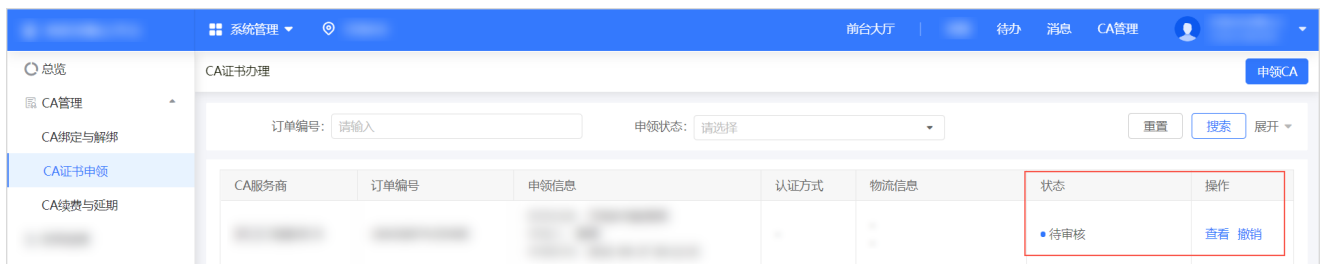 系统管理
前台大厅 | 待办 消息 CA管理
总览
CA管理
CA绑定与解绑
CA证书申领
CA续费与延期
CA证书办理
申领CA
订单编号: 请输入 申领状态: 请选择 重置 搜索 展开
CA服务商 订单编号 申领信息 认证方式 物流信息 状态 操作
- - 待审核 查看 撤销
-